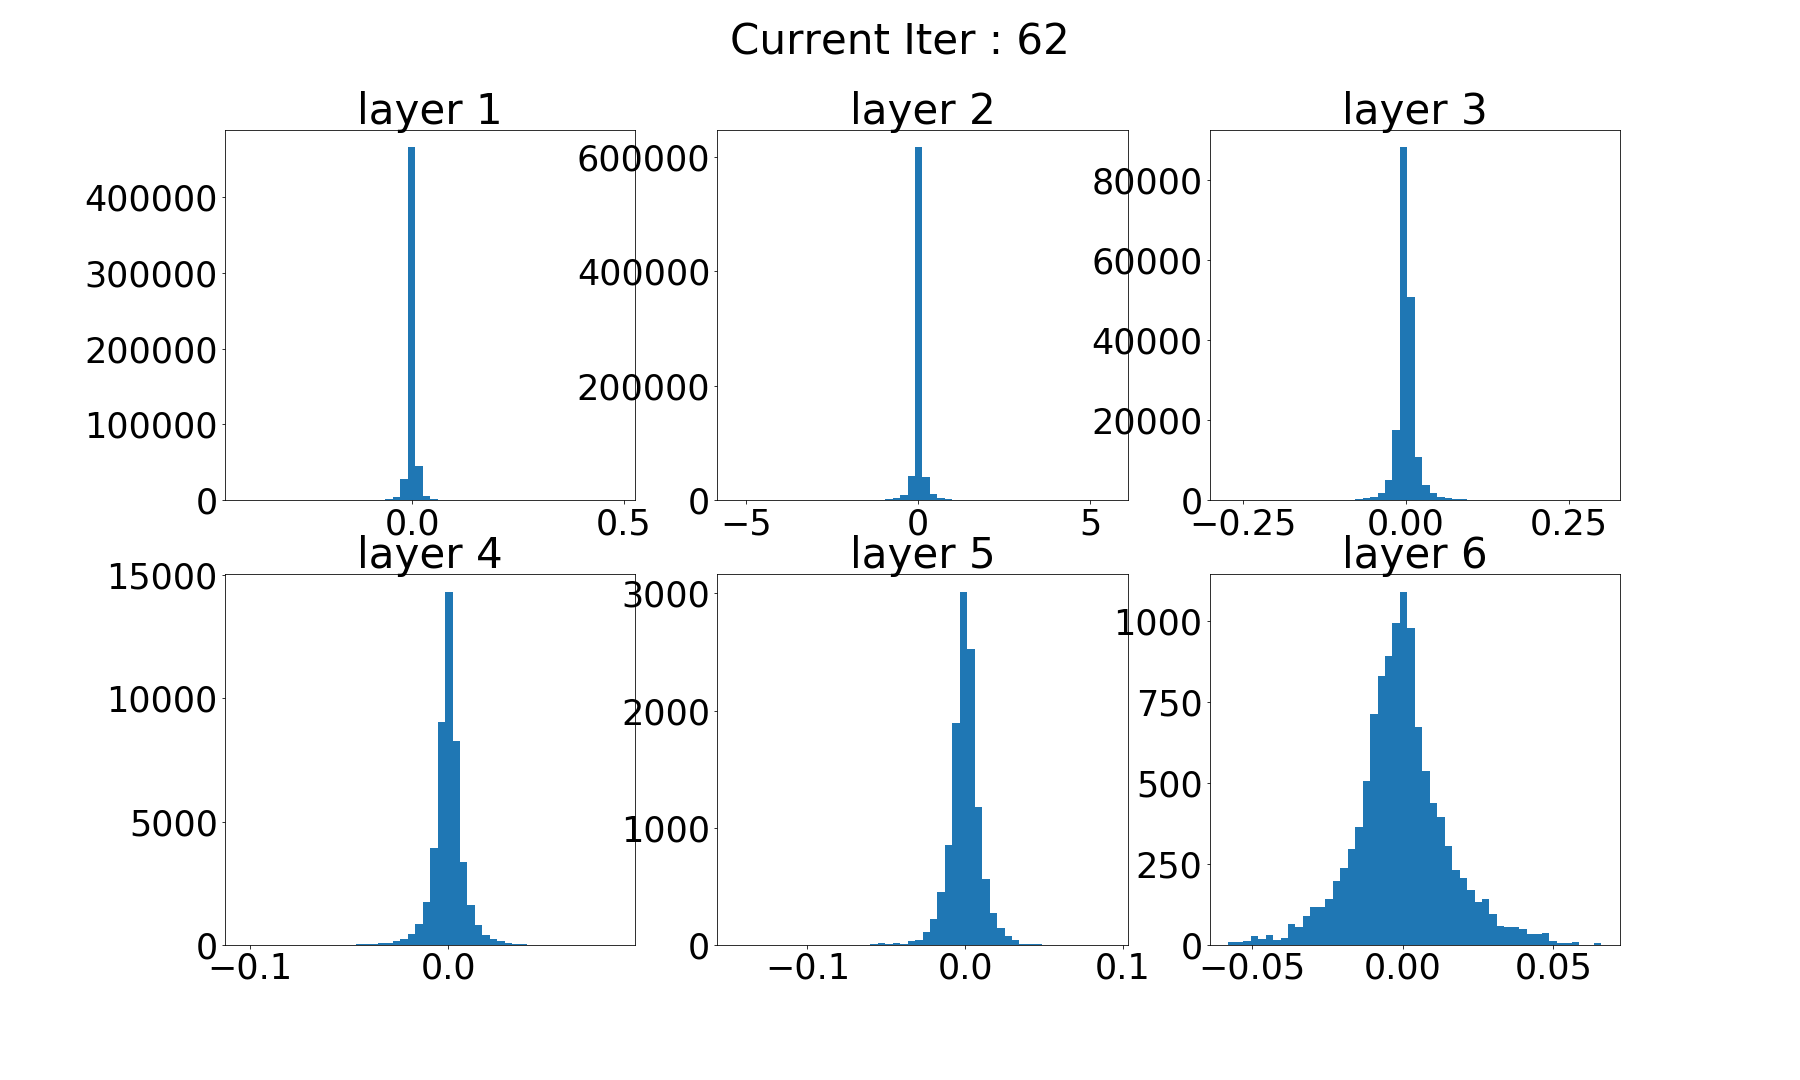 Current Iter : 62
layer 1
400000
300000
200000
100000
0
0.0 0.5
layer 2
600000
400000
200000
0
−5 0 5
layer 3
80000
60000
40000
20000
0
−0.25 0.00 0.25
layer 4
15000
10000
5000
0
−0.1 0.0
layer 5
3000
2000
1000
0
−0.1 0.0 0.1
layer 6
1000
750
500
250
0
−0.05 0.00 0.05